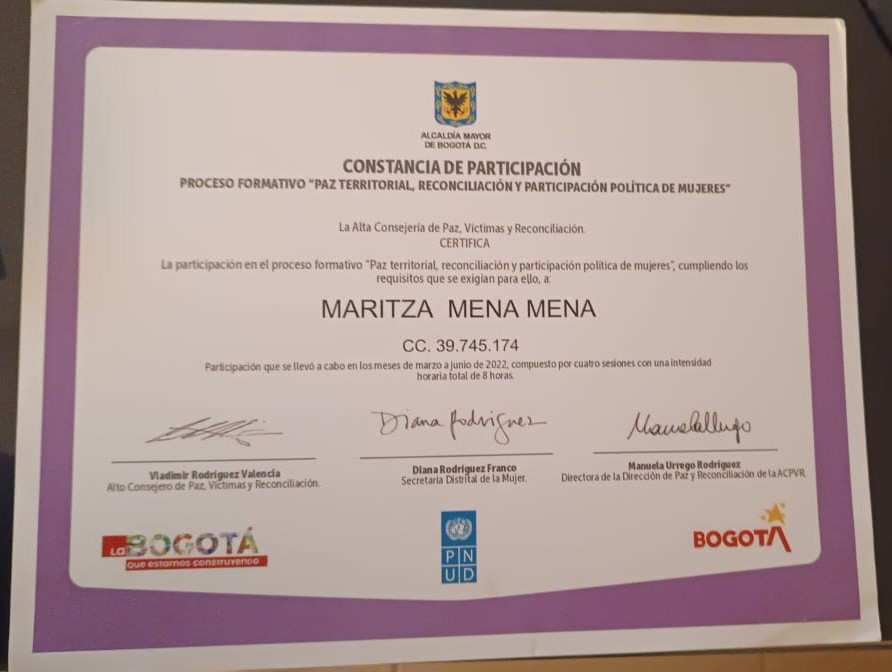 ALCALDÍA MAYOR
DE BOGOTÁ D.C.
CONSTANCIA DE PARTICIPACIÓN
PROCESO FORMATIVO "PAZ TERRITORIAL, RECONCILIACIÓN Y PARTICIPACIÓN POLÍTICA DE MUJERES"
La Alta Consejería de Paz, Víctimas y Reconciliación.
CERTIFICA
La participación en el proceso formativo "Paz territorial, reconciliación y participación política de mujeres", cumpliendo los
requisitos que se exigían para ello, a:
MARITZA MENA MENA
CC. 39.745.174
Participación que se llevó a cabo en los meses de marzo a junio de 2022, compuesto por cuatro sesiones con una intensidad
horaria total de 8 horas.
Diana Rodríguez
Vladimir Rodríguez Valencia
Alto Consejero de Paz, Víctimas y Reconciliación.
Diana Rodríguez Franco
Secretaria Distrital de la Mujer.
Manuela Urrego Rodríguez
Directora de la Dirección de Paz y Reconciliación de la ACPVR
LA BOGOTÁ
que estamos construyendo
PN
UD
BOGOTÁ